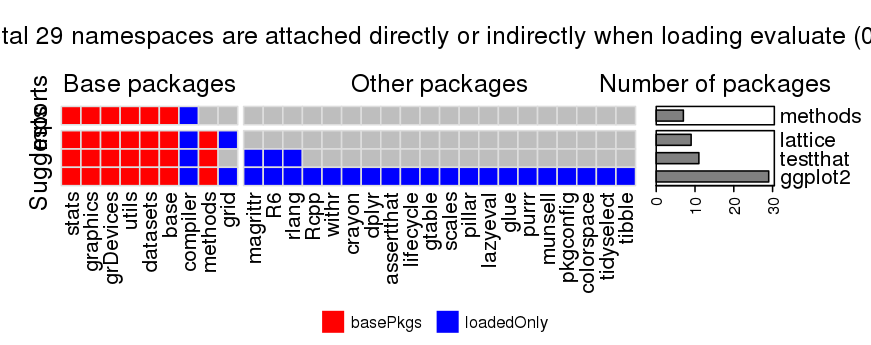 tal 29 namespaces are attached directly or indirectly when loading evaluate (0
Base packages
Other packages
Number of packages
Imports
Suggests
methods
lattice
testthat
ggplot2
0
10
20
30
stats
graphics
grDevices
utils
datasets
base
compiler
methods
grid
magrittr
R6
rlang
Rcpp
withr
crayon
dplyr
assertthat
lifecycle
gtable
scales
pillar
lazyeval
glue
purrr
munsell
pkgconfig
colorspace
tidyselect
tibble
basePkgs
loadedOnly